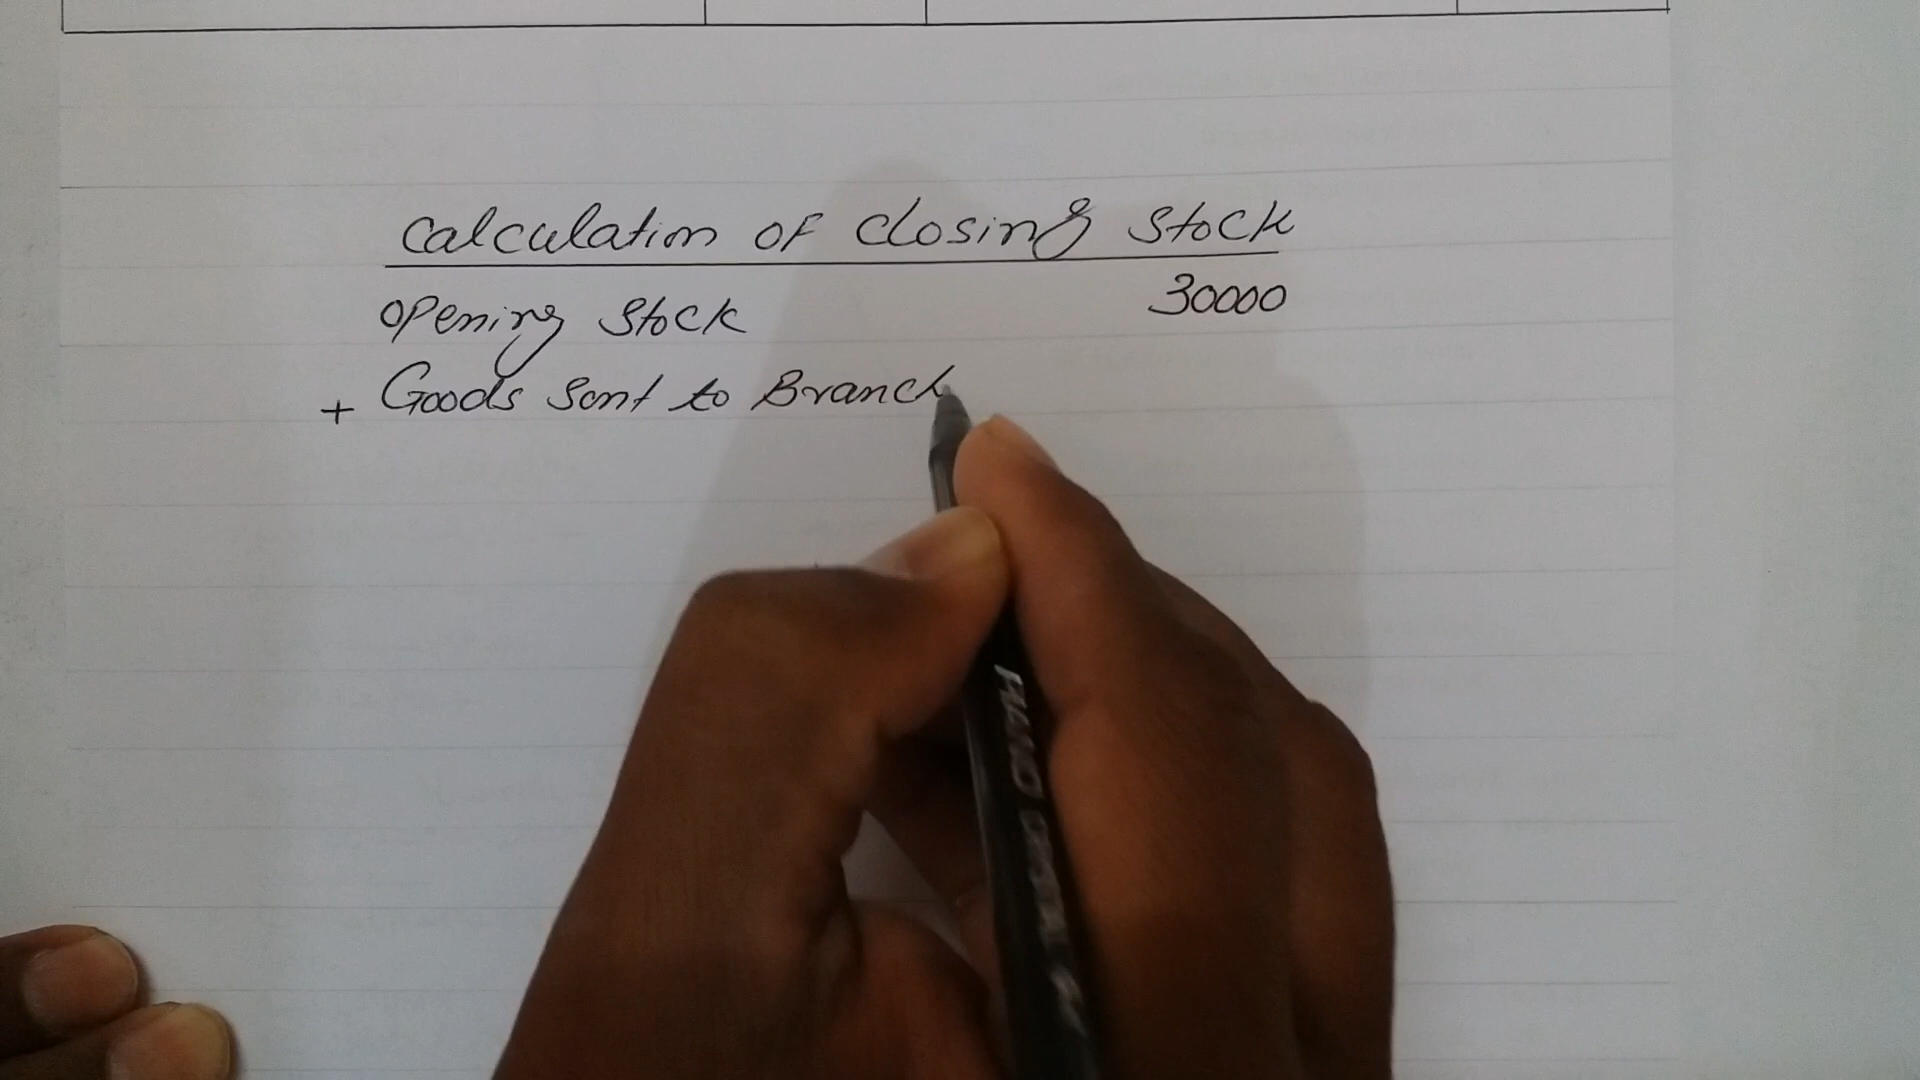 Calculation OF closing Stock
Opening Stock 30000
+ Goods Sent to Branch